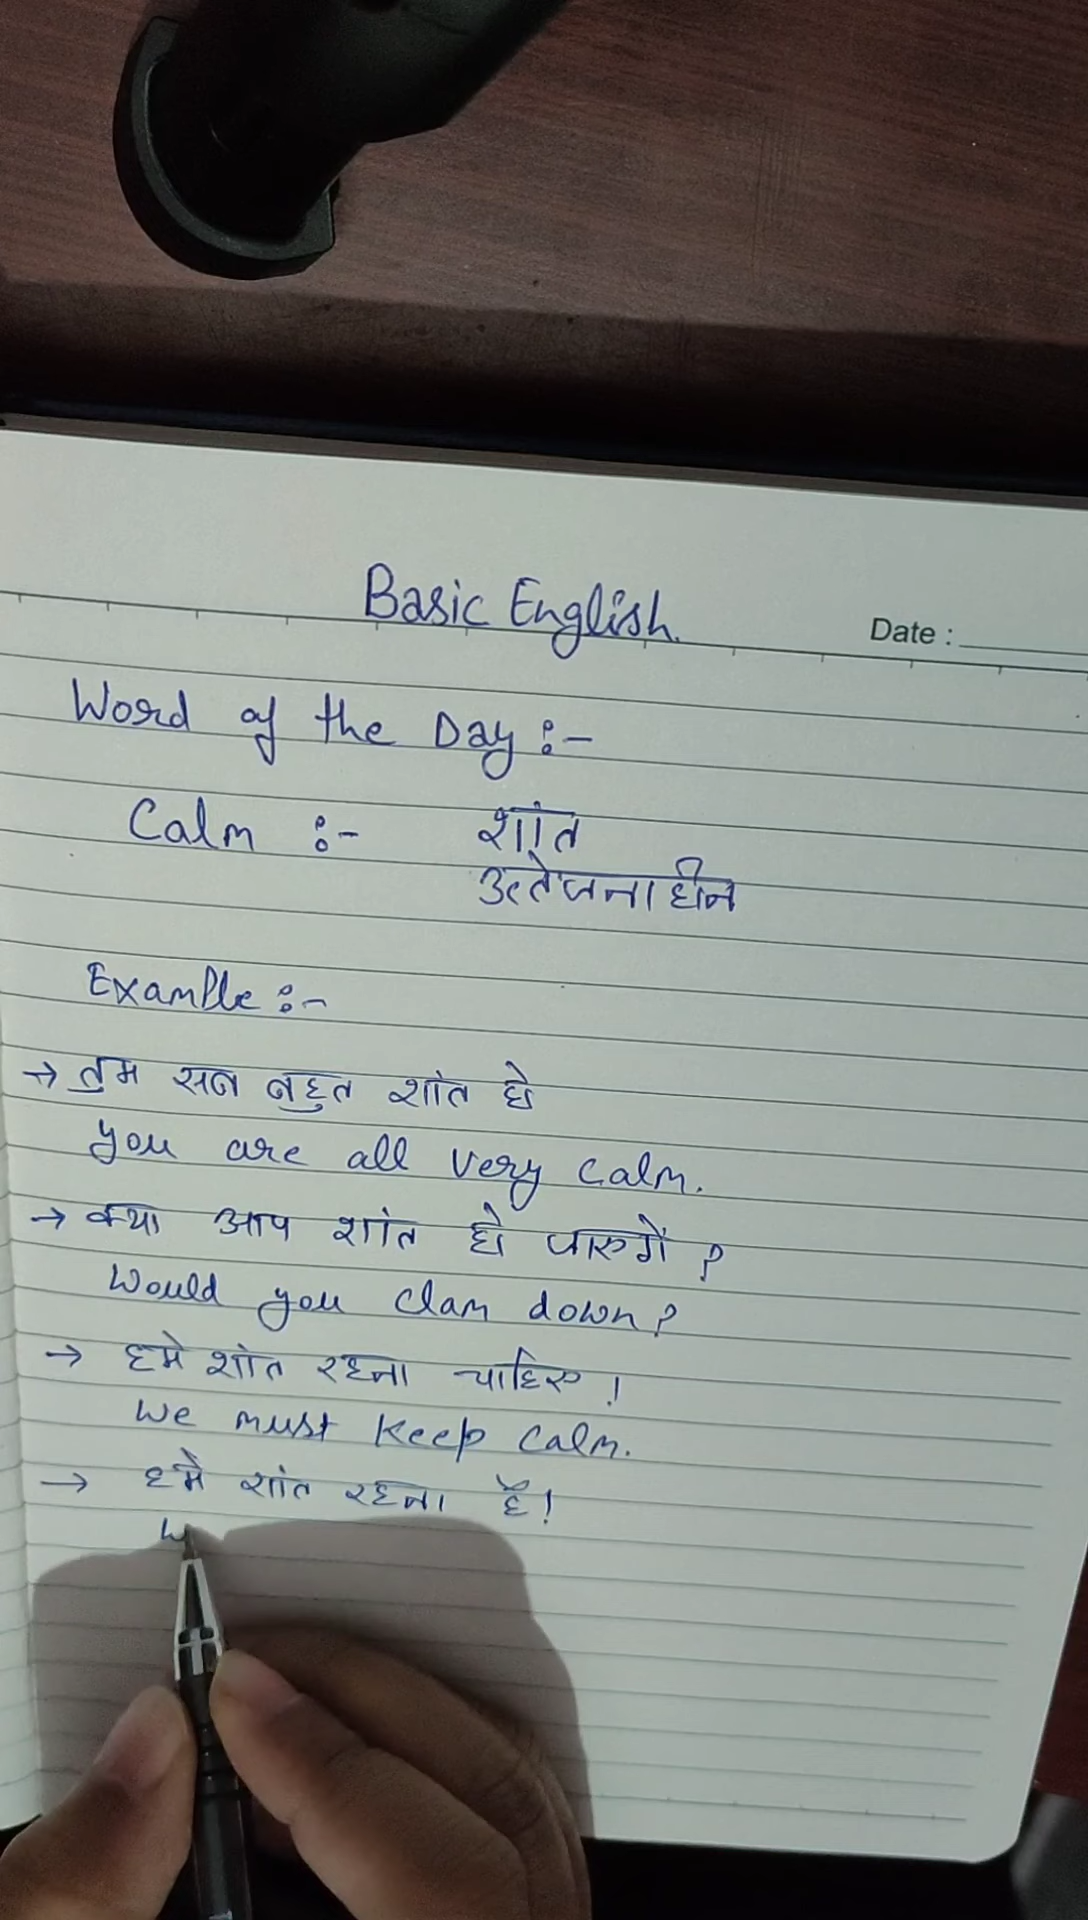 Basic English.
Date :
Word of the Day :-
Calm :- शांत
उत्तेजनाहीन
Example :-
→ तुम सब बहुत शांत हो
You are all very calm.
→ क्या आप शांत हो पाएगें ?
Would you clam down?
→ हमे शांत रहना चाहिए !
We must keep calm.
→ हमे शांत रहना है !
W